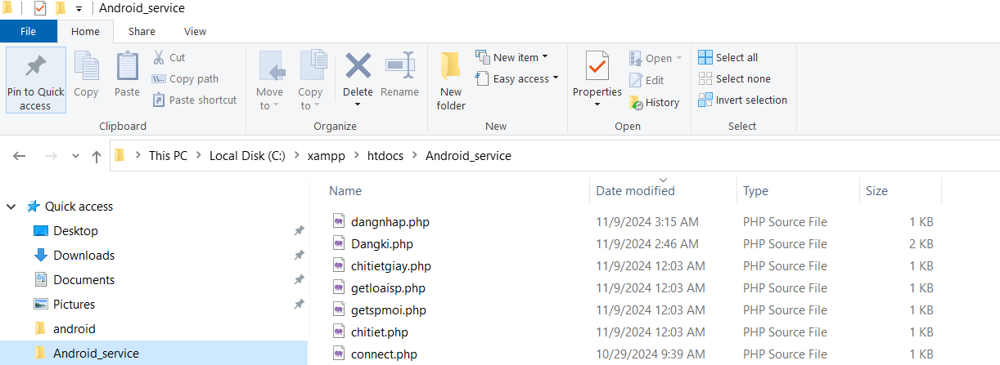 Android_service
File Home Share View
Pin to Quick access
Copy
Paste
Cut
Copy path
Paste shortcut
Clipboard
Move to
Copy to
Delete
Rename
Organize
New folder
New item
Easy access
New
Properties
Open
Edit
History
Open
Select all
Select none
Invert selection
Select
This PC Local Disk (C:) xampp htdocs Android_service
Quick access
Desktop
Downloads
Documents
Pictures
android
Android_service
Name Date modified Type Size
dangnhap.php 11/9/2024 3:15 AM PHP Source File 1 KB
Dangki.php 11/9/2024 2:46 AM PHP Source File 2 KB
chitietgiay.php 11/9/2024 12:03 AM PHP Source File 1 KB
getloaisp.php 11/9/2024 12:03 AM PHP Source File 1 KB
getspmoi.php 11/9/2024 12:03 AM PHP Source File 1 KB
chitiet.php 11/9/2024 12:03 AM PHP Source File 1 KB
connect.php 10/29/2024 9:39 AM PHP Source File 1 KB